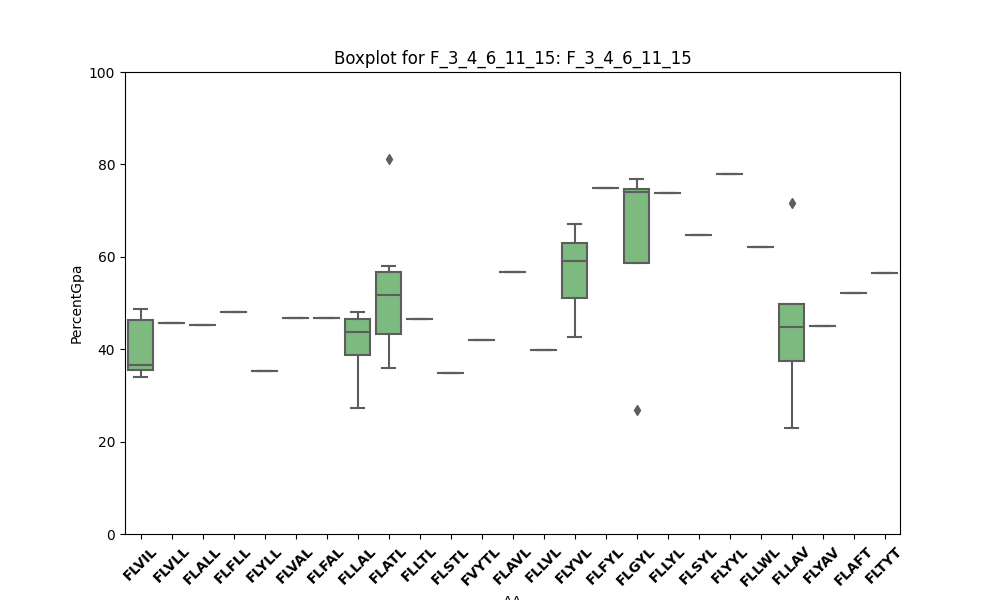 Boxplot for F_3_4_6_11_15: F_3_4_6_11_15
PercentGpa
100
80
60
40
20
0
FLVIL
FLVLL
FLALL
FLFLL
FLYLL
FLVAL
FLFAL
FLLAL
FLATL
FLLTL
FLSTL
FVYTL
FLAVL
FLLVL
FLYVL
FLFYL
FLGYL
FLLYL
FLSYL
FLYYL
FLLWL
FLLAV
FLYAV
FLAFT
FLTYT
AA